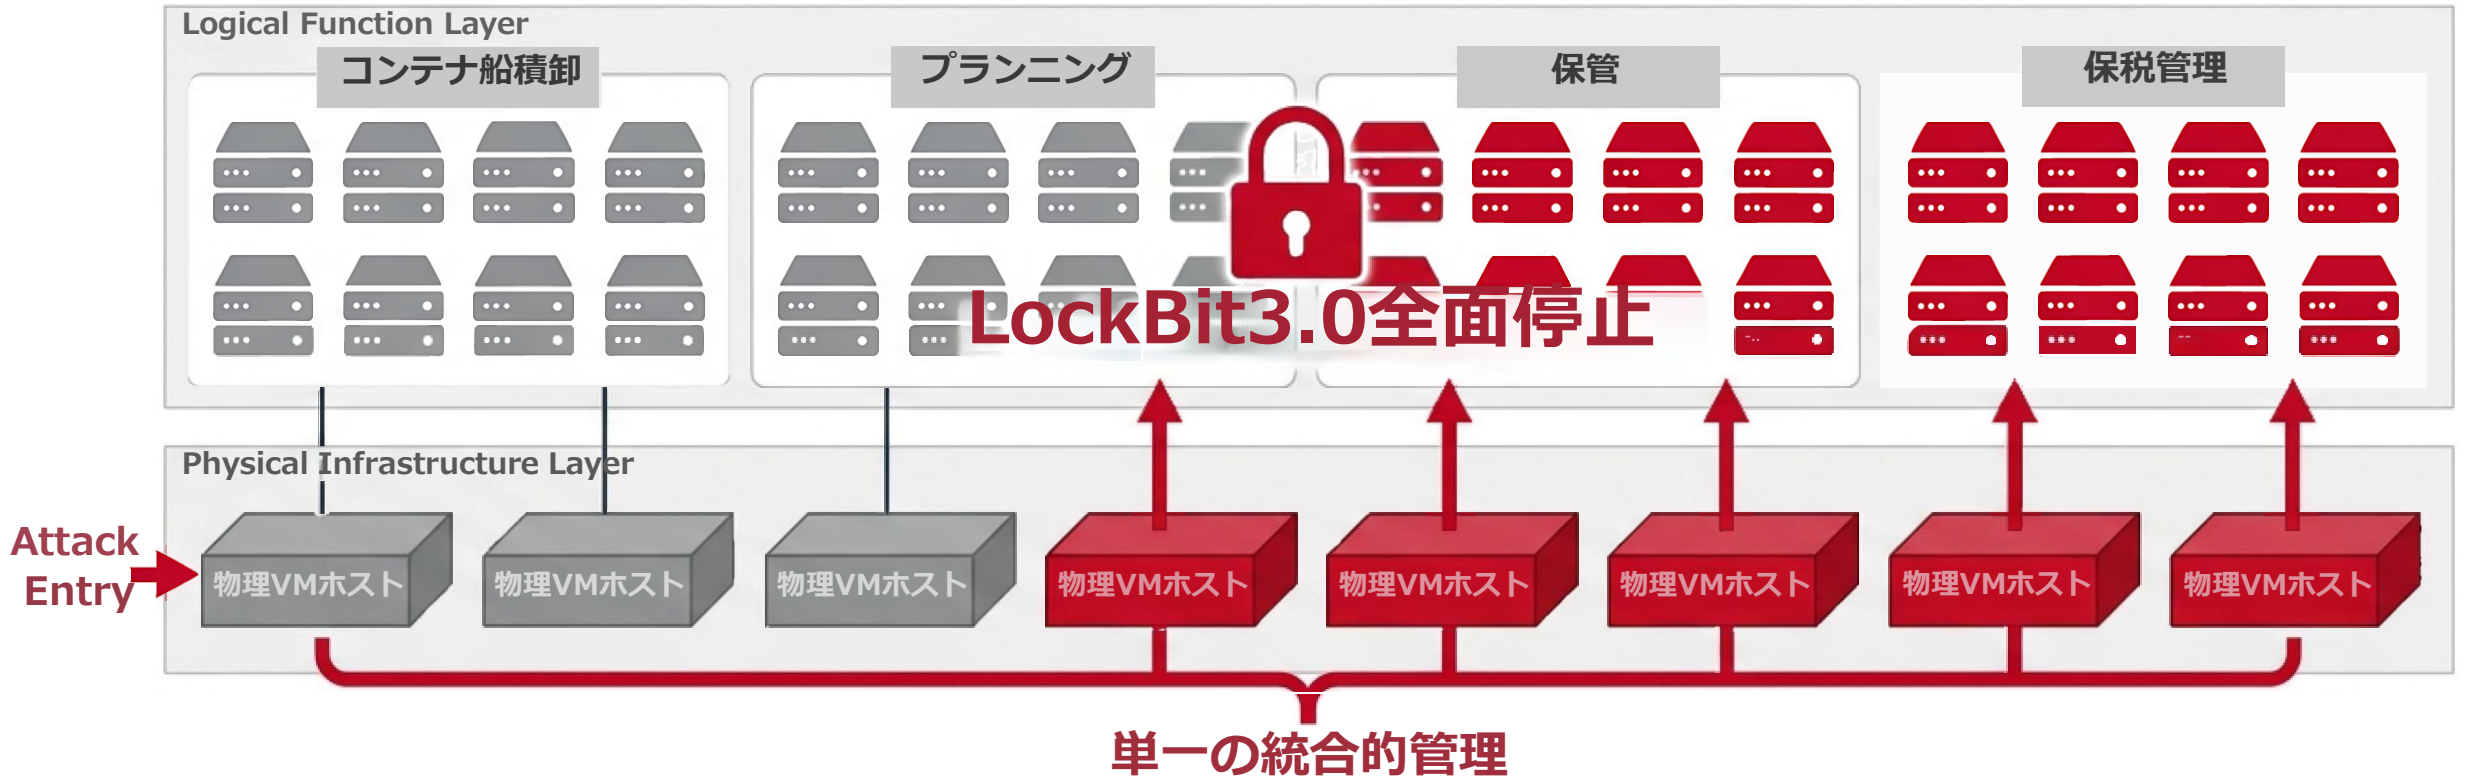 Logical Function Layer
コンテナ船積卸
プランニング
保管
保税管理
LockBit3.0全面停止
Physical Infrastructure Layer
Attack
Entry
物理VMホスト
物理VMホスト
物理VMホスト
物理VMホスト
物理VMホスト
物理VMホスト
物理VMホスト
物理VMホスト
単一の統合的管理